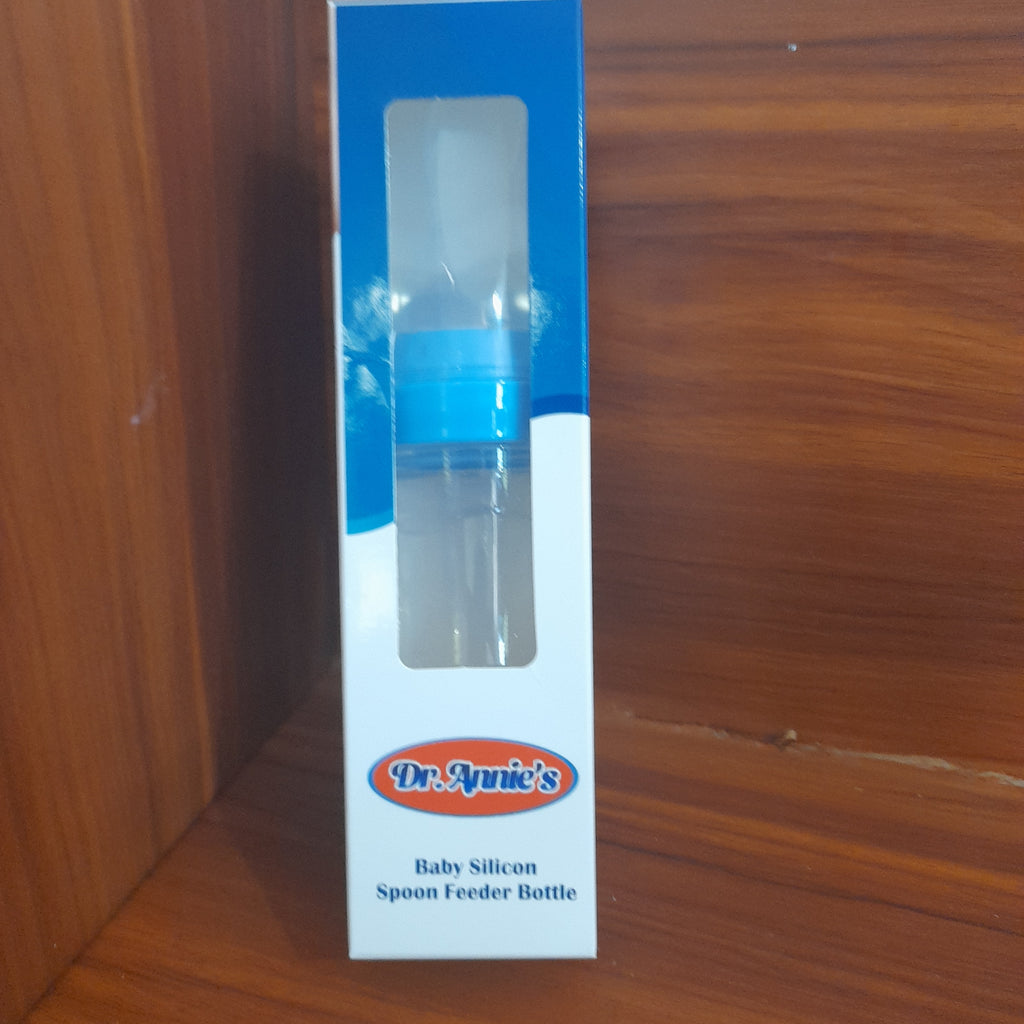 Dr. Annie's
Baby Silicon
Spoon Feeder Bottle